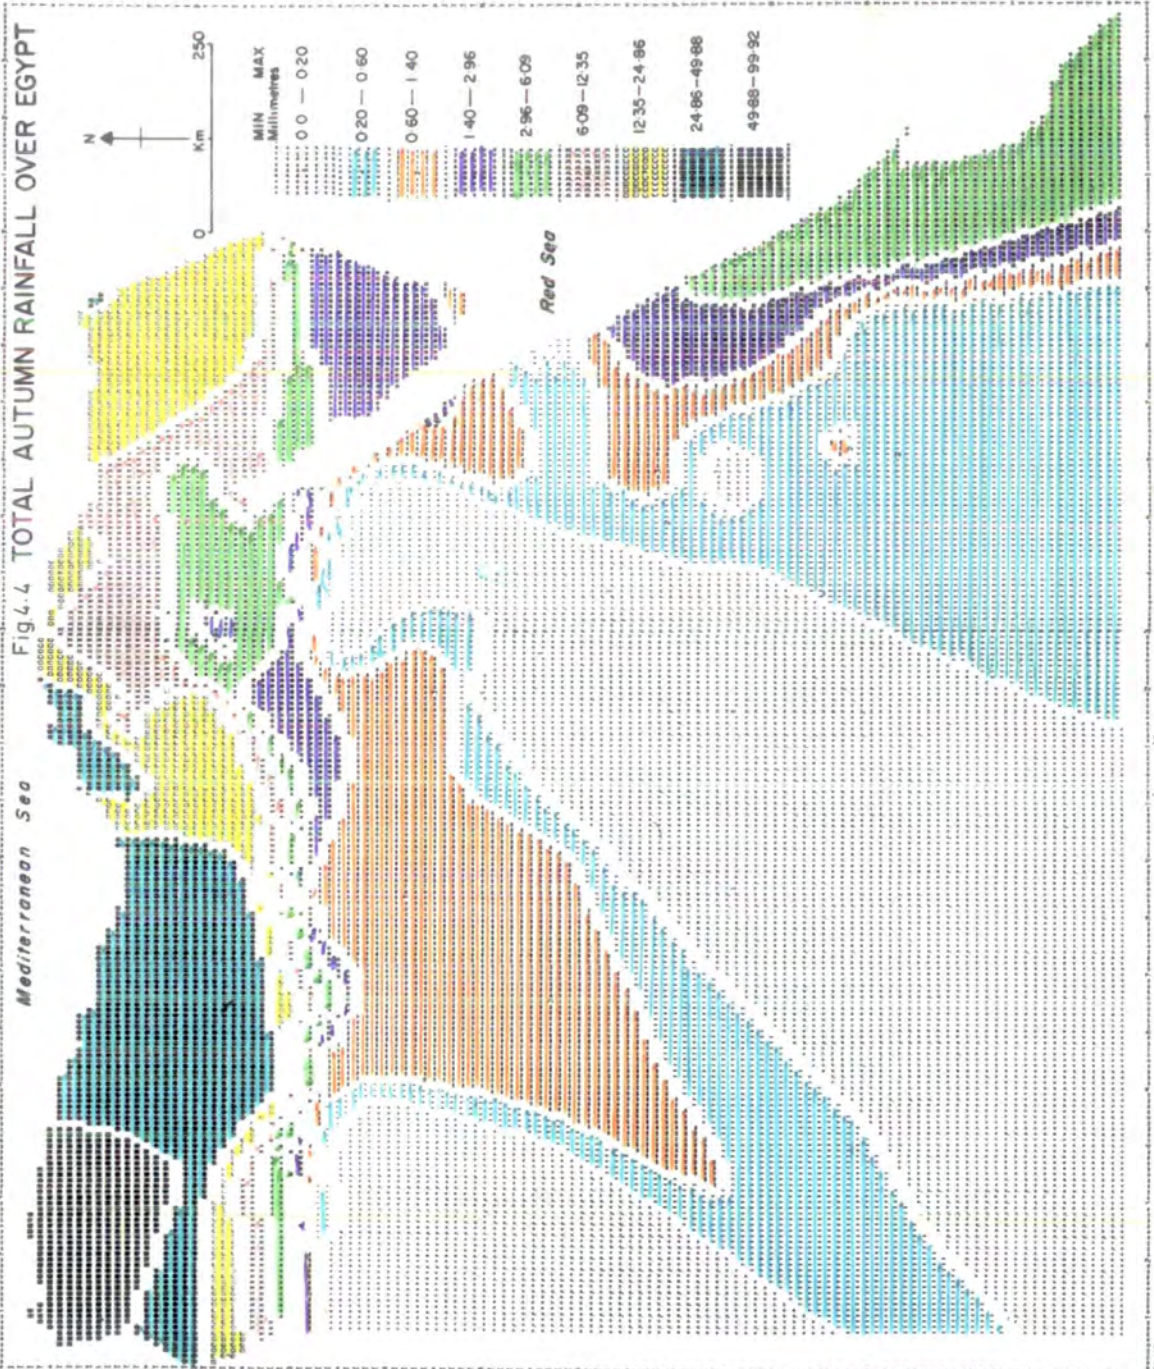 Fig.4.4 TOTAL AUTUMN RAINFALL OVER EGYPT
Mediterranean Sea
Red Sea
N
0 Km 250
MIN MAX
Millimetres
0·0 — 0·20
0·20 — 0·60
0·60 — 1·40
1·40 — 2·96
2·96 — 6·09
6·09 — 12·35
12·35 — 24·86
24·86 — 49·88
49·88 — 99·92